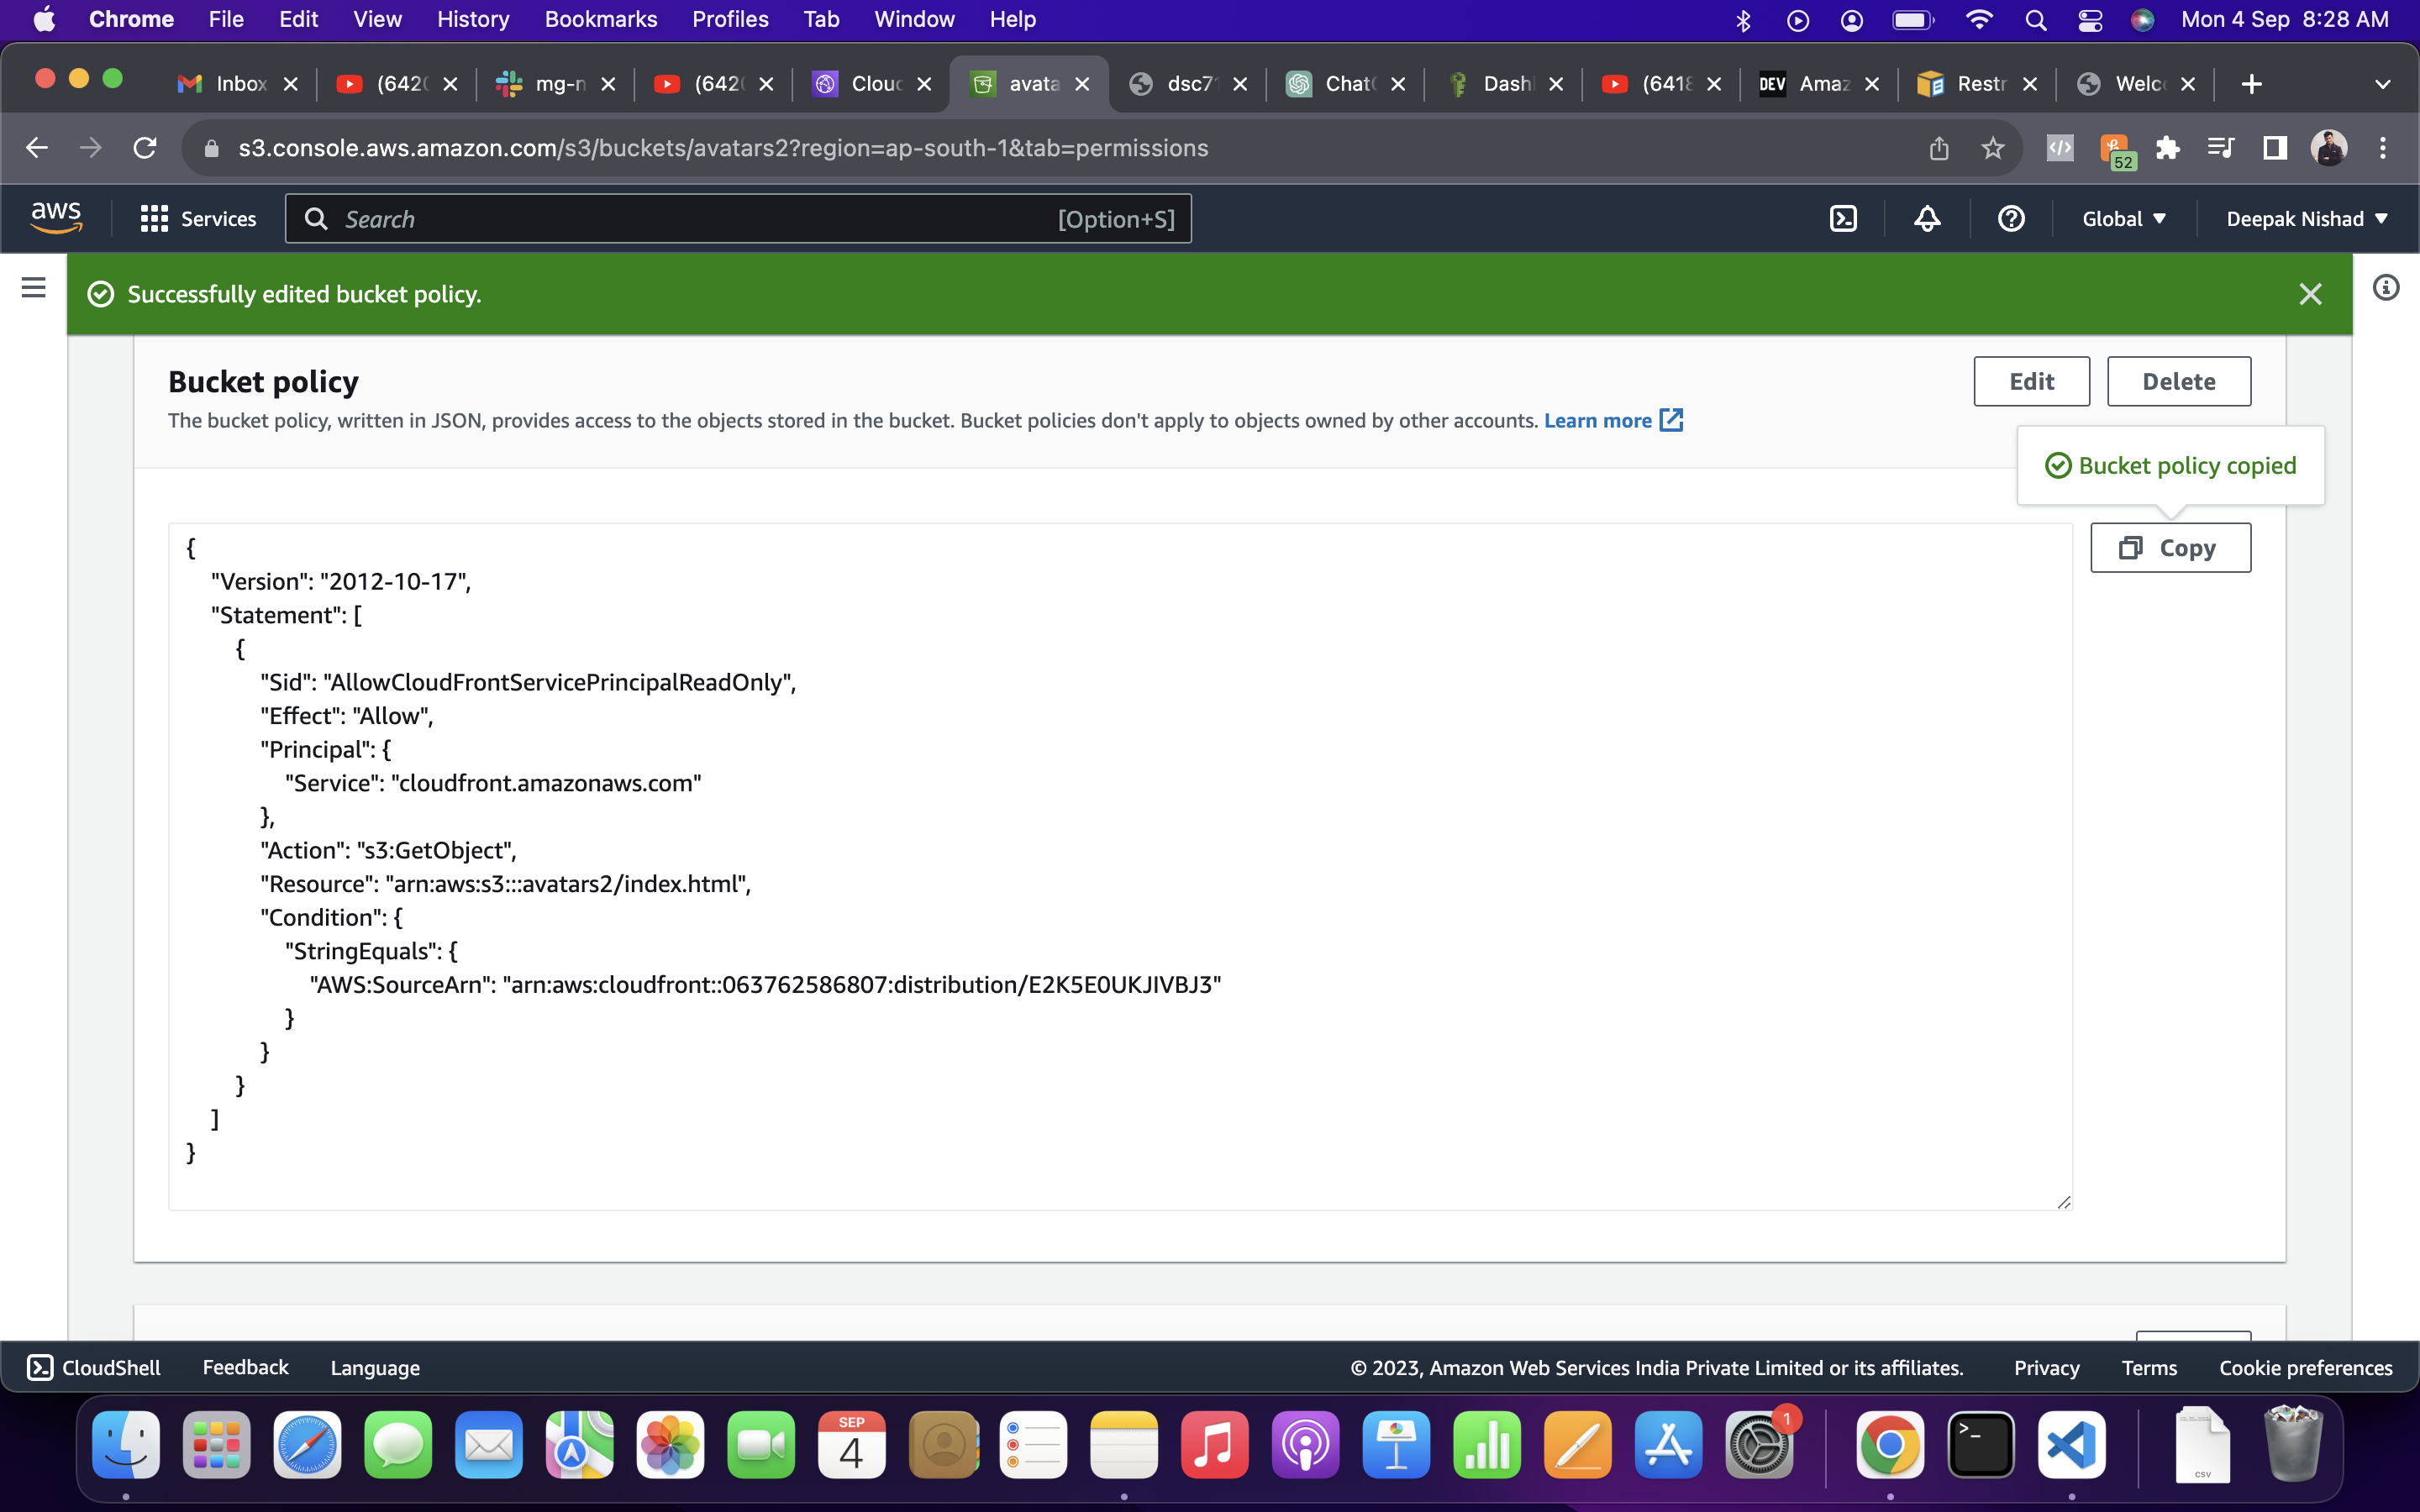 Chrome File Edit View History Bookmarks Profiles Tab Window Help Mon 4 Sep 8:28 AM
Inbox (642 mg-n (642 Clou avata dsc7 Chat Dash (641 DEV Amaz Restr Welc
s3.console.aws.amazon.com/s3/buckets/avatars2?region=ap-south-1&tab=permissions 52
aws Services Search [Option+S] Global Deepak Nishad
Successfully edited bucket policy.
Bucket policy Edit Delete
The bucket policy, written in JSON, provides access to the objects stored in the bucket. Bucket policies don't apply to objects owned by other accounts. Learn more
Bucket policy copied
Copy
{
"Version": "2012-10-17",
"Statement": [
{
"Sid": "AllowCloudFrontServicePrincipalReadOnly",
"Effect": "Allow",
"Principal": {
"Service": "cloudfront.amazonaws.com"
},
"Action": "s3:GetObject",
"Resource": "arn:aws:s3:::avatars2/index.html",
"Condition": {
"StringEquals": {
"AWS:SourceArn": "arn:aws:cloudfront::063762586807:distribution/E2K5E0UKJIVBJ3"
}
}
}
]
}
CloudShell Feedback Language © 2023, Amazon Web Services India Private Limited or its affiliates. Privacy Terms Cookie preferences
SEP
4
1
CSV